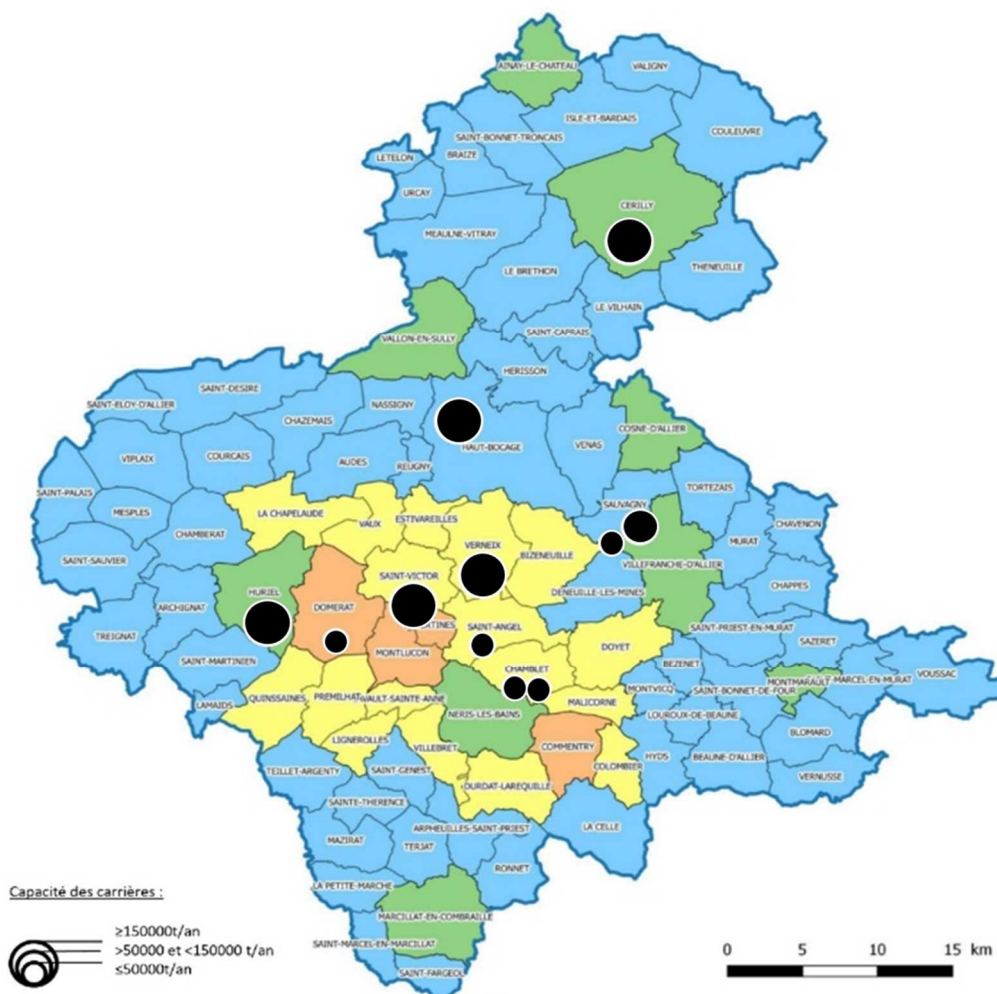 AINAY-LE-CHATEAU
VALIGNY
ISLE-ET-BARDAIS
COULEUVRE
SAINT-BONNET-TRONCAIS
BRAIZE
LETELON
URCAY
CERILLY
MEAULNE-VITRAY
LE BRETHON
THENEUILLE
LE VILHAIN
SAINT-CAPRAIS
VALLON-EN-SULLY
HERISSON
SAINT-DESIRE
SAINT-ELOY-D'ALLIER
NASSIGNY
CHAZEMAIS
COSNE-D'ALLIER
HAUT-BOCAGE
VENAS
VIPLAIX
COURCAIS
AUDES
REUGNY
SAINT-PALAIS
MESPLES
TORTEZAIS
SAUVAGNY
LA CHAPELAUDE
VAUX
ESTIVAREILLES
CHAMBERAT
CHAVENON
MURAT
VERNEIX
BIZENEUILLE
SAINT-SAUVIER
SAINT-VICTOR
VILLEFRANCHE-D'ALLIER
CHAPPES
HURIEL
DENEUILLE-LES-MINES
ARCHIGNAT
DOMERAT
TREIGNAT
SAINT-ANGEL
SAINT-PRIEST-EN-MURAT
SAZERET
MONTLUCON
DOYET
SAINT-MARTINIEN
BEZENET
CHAMBLET
VOUSSAC
MONTMARAULT
MONTVICQ
SAINT-BONNET-DE-FOUR
QUINSSAINES
PREMILHAT
LAMAIDS
MALICORNE
NERIS-LES-BAINS
LOUROUX-DE-BEAUNE
BLOMARD
LIGNEROLLES
VILLEBRET
COMMENTRY
HYDS
BEAUNE-D'ALLIER
COLOMBIER
TEILLET-ARGENTY
SAINT-GENEST
VERNUSSE
DURDAT-LAREQUILLE
SAINTE-THERENCE
ARPHEUILLES-SAINT-PRIEST
LA CELLE
MAZIRAT
TERJAT
RONNET
LA PETITE-MARCHE
MARCILLAT-EN-COMBRAILLE
SAINT-MARCEL-EN-MARCILLAT
SAINT-FARGEOL
Capacité des carrières :
≥150000t/an
>50000 et <150000 t/an
≤50000t/an
0 5 10 15 km